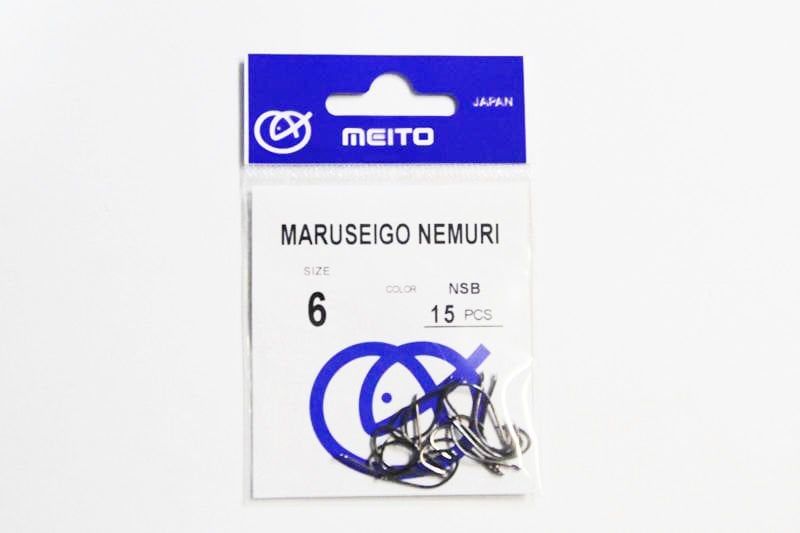 JAPAN
MEITO
MARUSEIGO NEMURI
SIZE
6
COLOR NSB
15 PCS